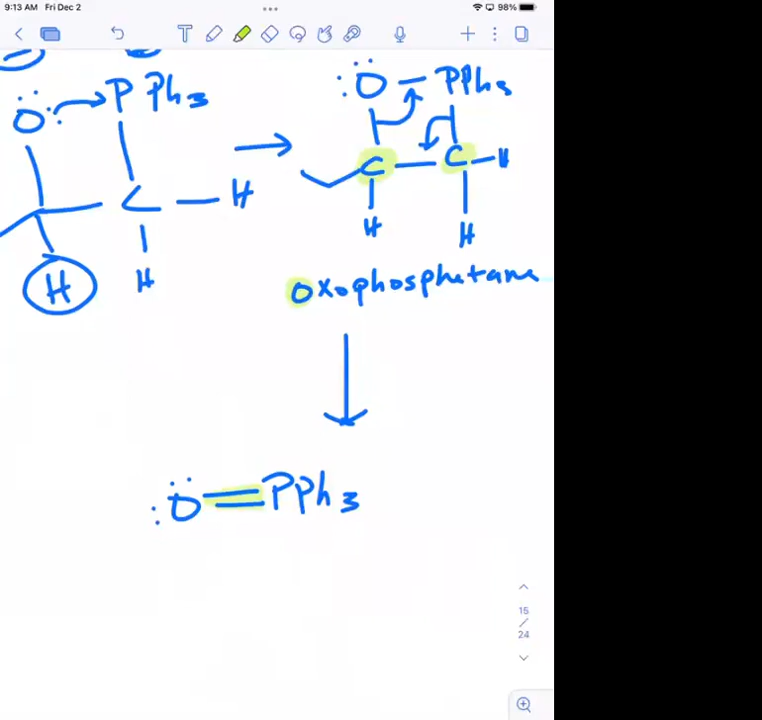 9:13 AM Fri Dec 2
98%
T
O PPh3
O PPh3
C C H
C H
H H
H H
oxophosphetane
O PPh3
15
/
24